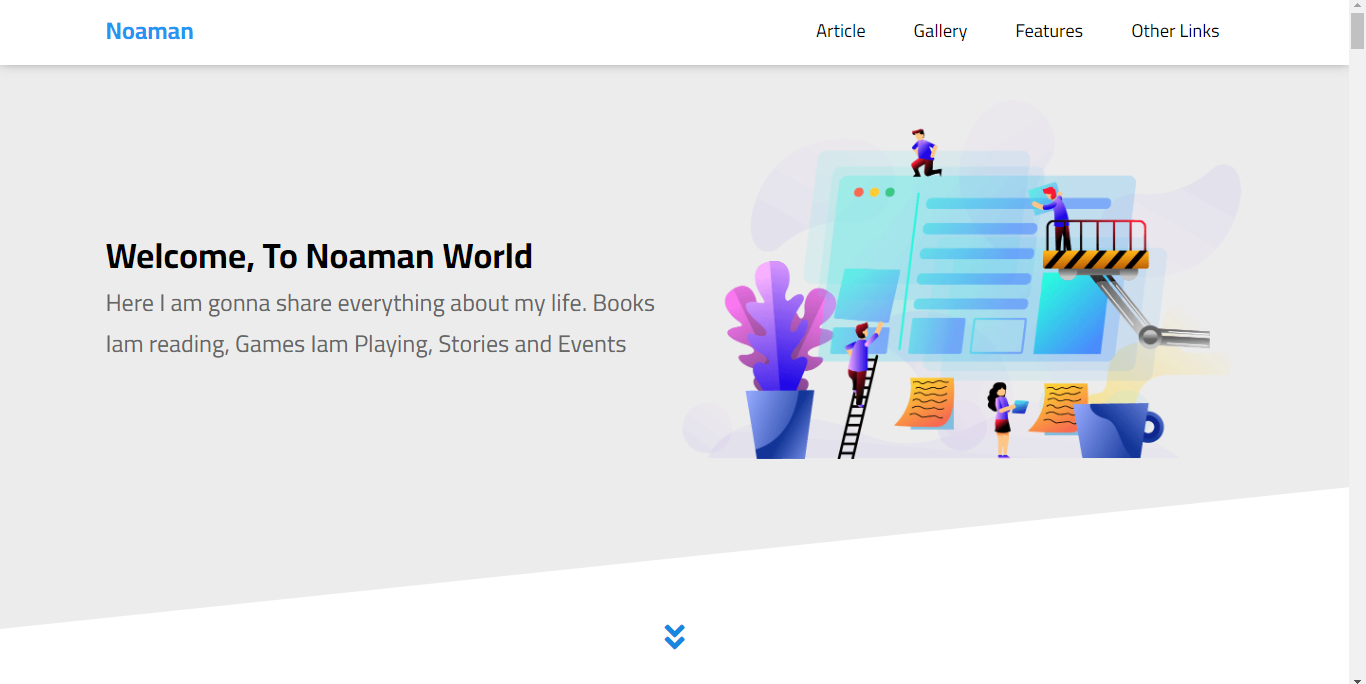 Noaman
Article Gallery Features Other Links
Welcome, To Noaman World
Here I am gonna share everything about my life. Books
Iam reading, Games Iam Playing, Stories and Events